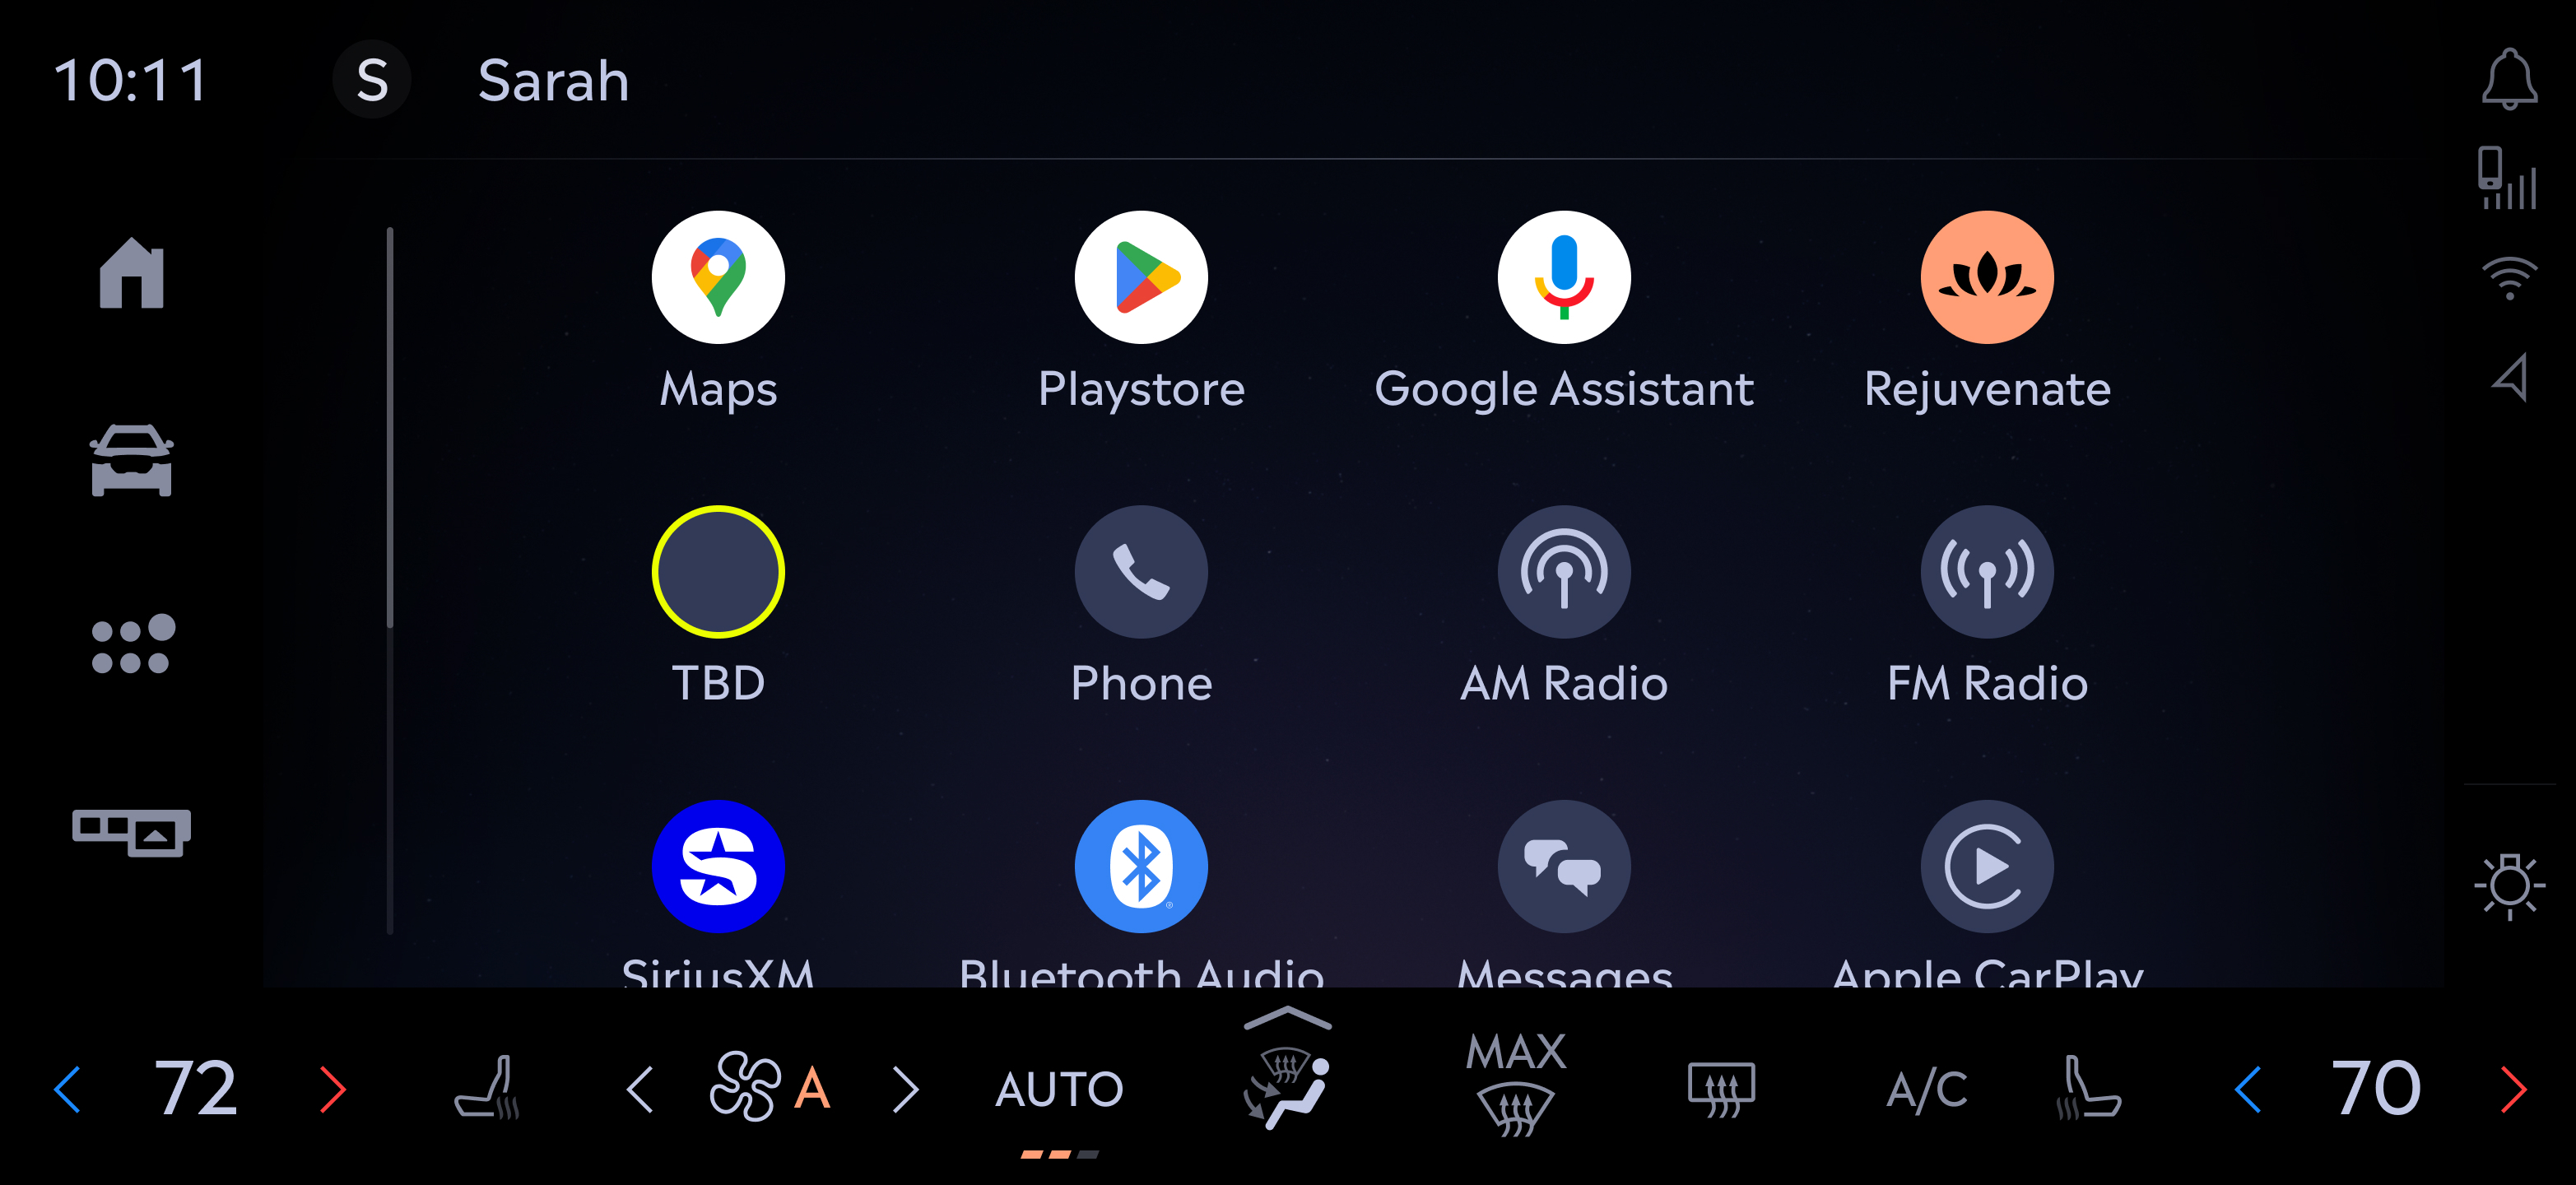 10:11
S Sarah
Maps Playstore Google Assistant Rejuvenate
TBD Phone AM Radio FM Radio
SiriusXM Bluetooth Audio Messages Apple CarPlay
MAX
72 A AUTO A/C 70